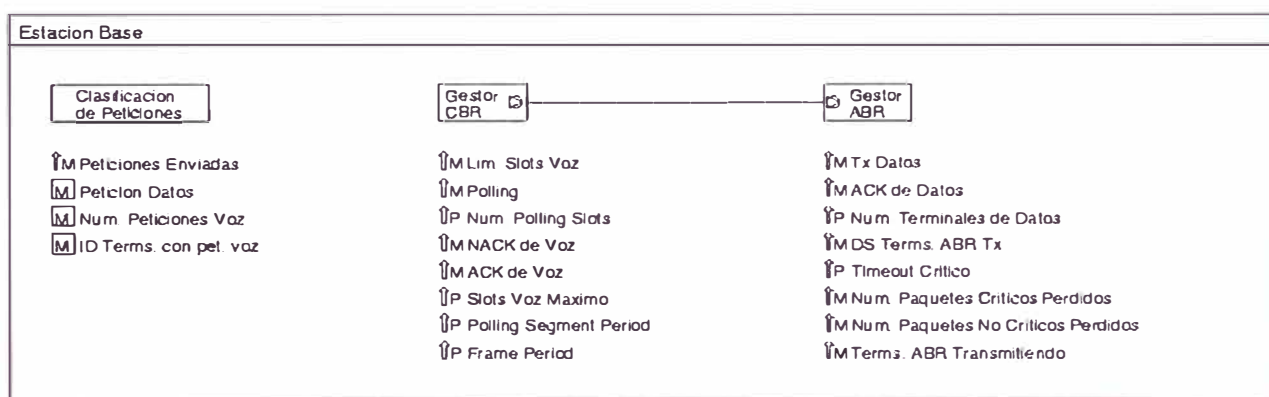 Estacion Base
Clasificacion
de Peticiones
Gestor
CBR
Gestor
ABR
M Peticiones Enviadas
M Peticion Datos
M Num. Peticiones Voz
M ID Terms. con pet. voz
M Lim. Slots Voz
M Polling
P Num. Polling Slots
M NACK de Voz
M ACK de Voz
P Slots Voz Maximo
P Polling Segment Period
P Frame Period
M Tx Datos
M ACK de Datos
P Num. Terminales de Datos
M DS Terms. ABR Tx
P Timeout Critico
M Num. Paquetes Criticos Perdidos
M Num. Paquetes No Criticos Perdidos
M Terms. ABR Transmitiendo